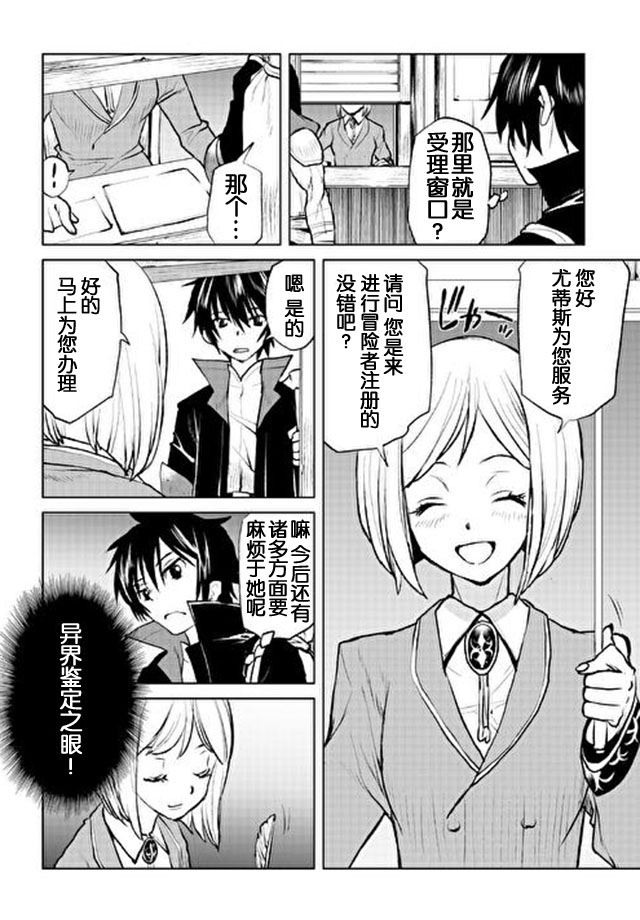 那里就是
受理窗口？
那个…
！
您好
尤蒂斯为您服务
请问 您是来
进行冒险者注册的
没错吧？
嗯 是的
好的
马上为您办理
嘛 今后还有
诸多方面要
麻烦于她呢
异界鉴定之眼！